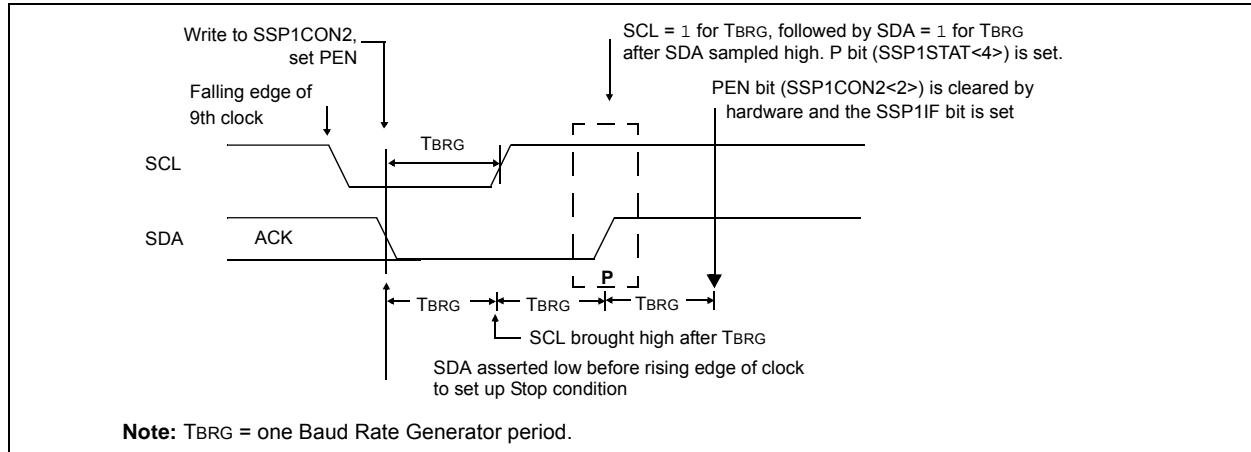 Write to SSP1CON2,
set PEN
SCL = 1 for TBRG, followed by SDA = 1 for TBRG
after SDA sampled high. P bit (SSP1STAT<4>) is set.
Falling edge of
9th clock
PEN bit (SSP1CON2<2>) is cleared by
hardware and the SSP1IF bit is set
TBRG
SCL
SDA
ACK
P
TBRG
TBRG
TBRG
SCL brought high after TBRG
SDA asserted low before rising edge of clock
to set up Stop condition
Note: TBRG = one Baud Rate Generator period.